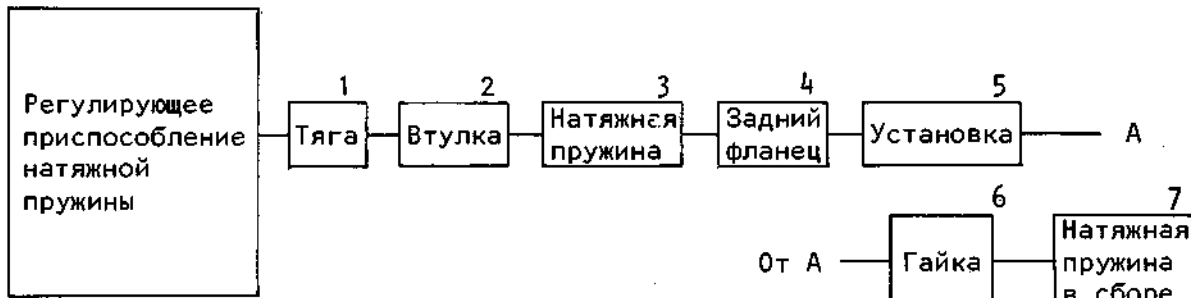 1 2 3 4 5
Регулирующее
приспособление
натяжной
пружины
Тяга
Втулка
Натяжная
пружина
Задний
фланец
Установка
А
6 7
От А
Гайка
Натяжная
пружина
в сборе